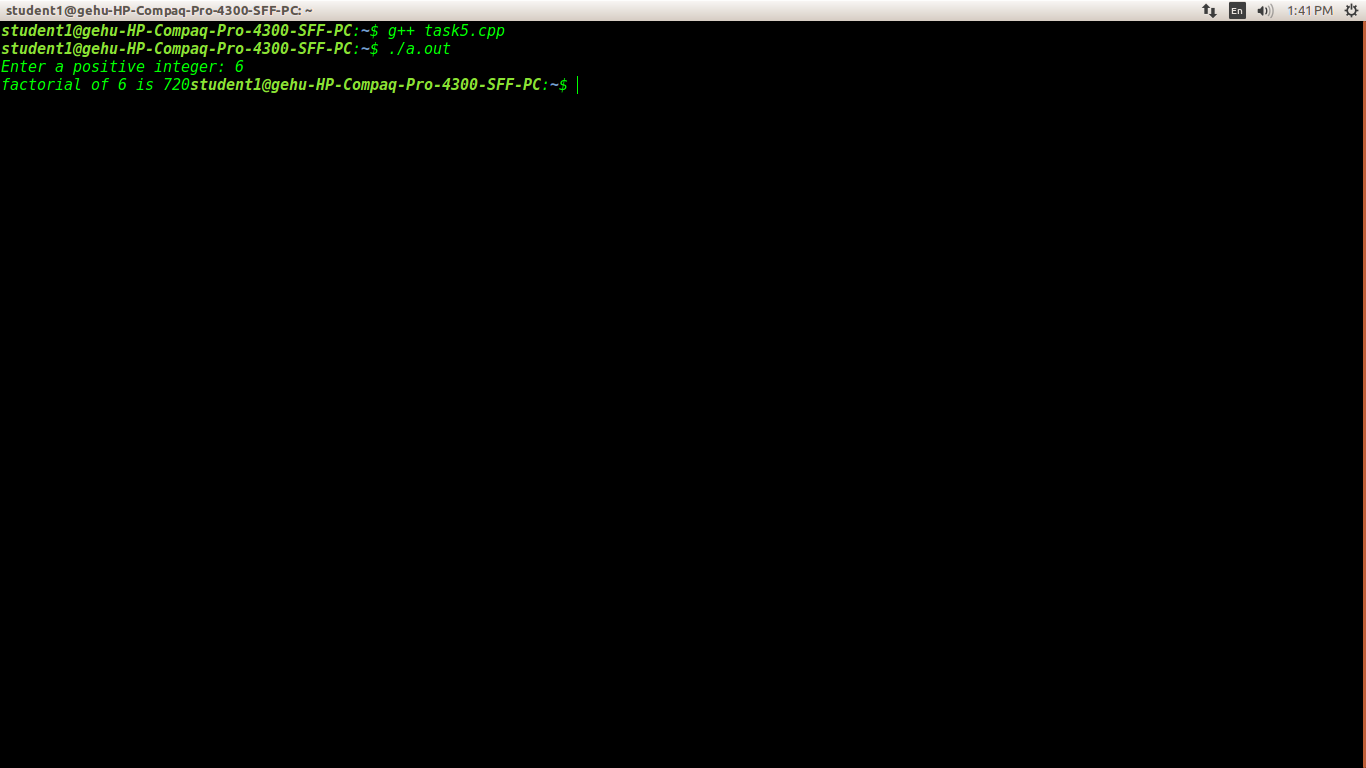 student1@gehu-HP-Compaq-Pro-4300-SFF-PC: ~
En
1:41 PM
student1@gehu-HP-Compaq-Pro-4300-SFF-PC:~$ g++ task5.cpp
student1@gehu-HP-Compaq-Pro-4300-SFF-PC:~$ ./a.out
Enter a positive integer: 6
factorial of 6 is 720student1@gehu-HP-Compaq-Pro-4300-SFF-PC:~$